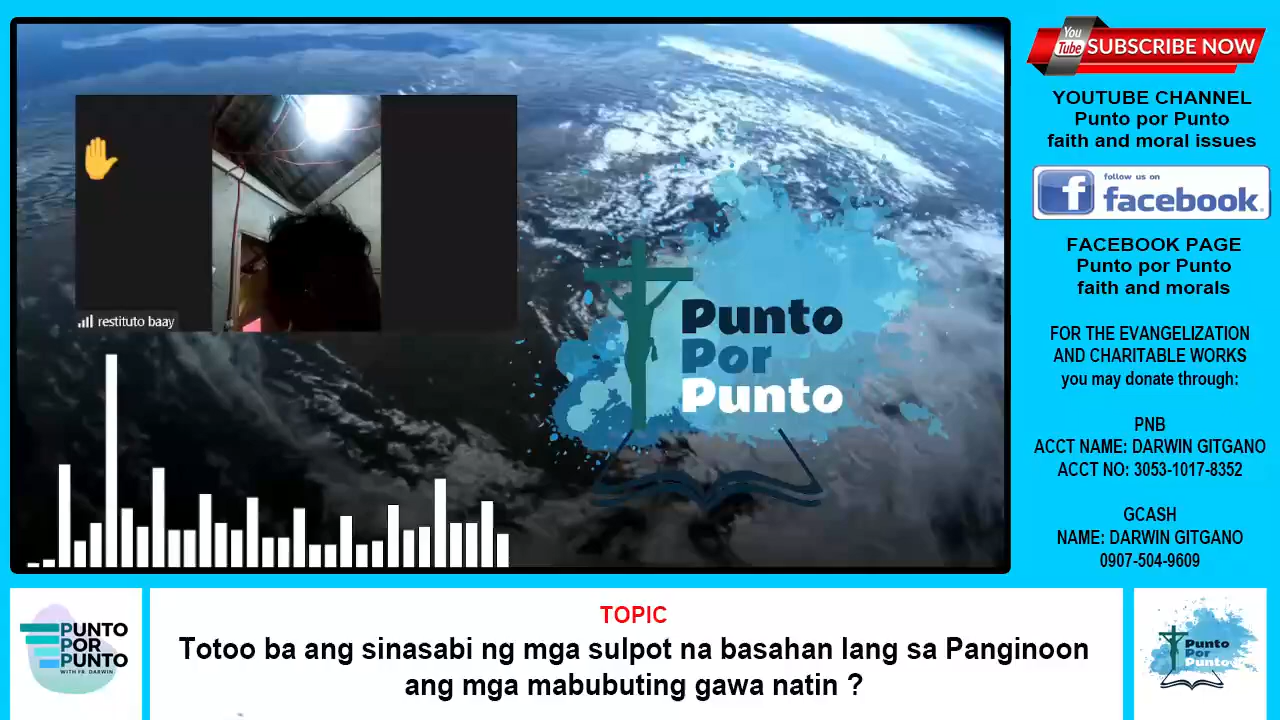 restituto baay
Punto
Por
Punto
You
Tube
SUBSCRIBE NOW
YOUTUBE CHANNEL
Punto por Punto
faith and moral issues
follow us on
facebook
FACEBOOK PAGE
Punto por Punto
faith and morals
FOR THE EVANGELIZATION
AND CHARITABLE WORKS
you may donate through:
PNB
ACCT NAME: DARWIN GITGANO
ACCT NO: 3053-1017-8352
GCASH
NAME: DARWIN GITGANO
0907-504-9609
PUNTO
POR
PUNTO
WITH FR. DARWIN
TOPIC
Totoo ba ang sinasabi ng mga sulpot na basahan lang sa Panginoon
ang mga mabubuting gawa natin ?
Punto
Por
Punto